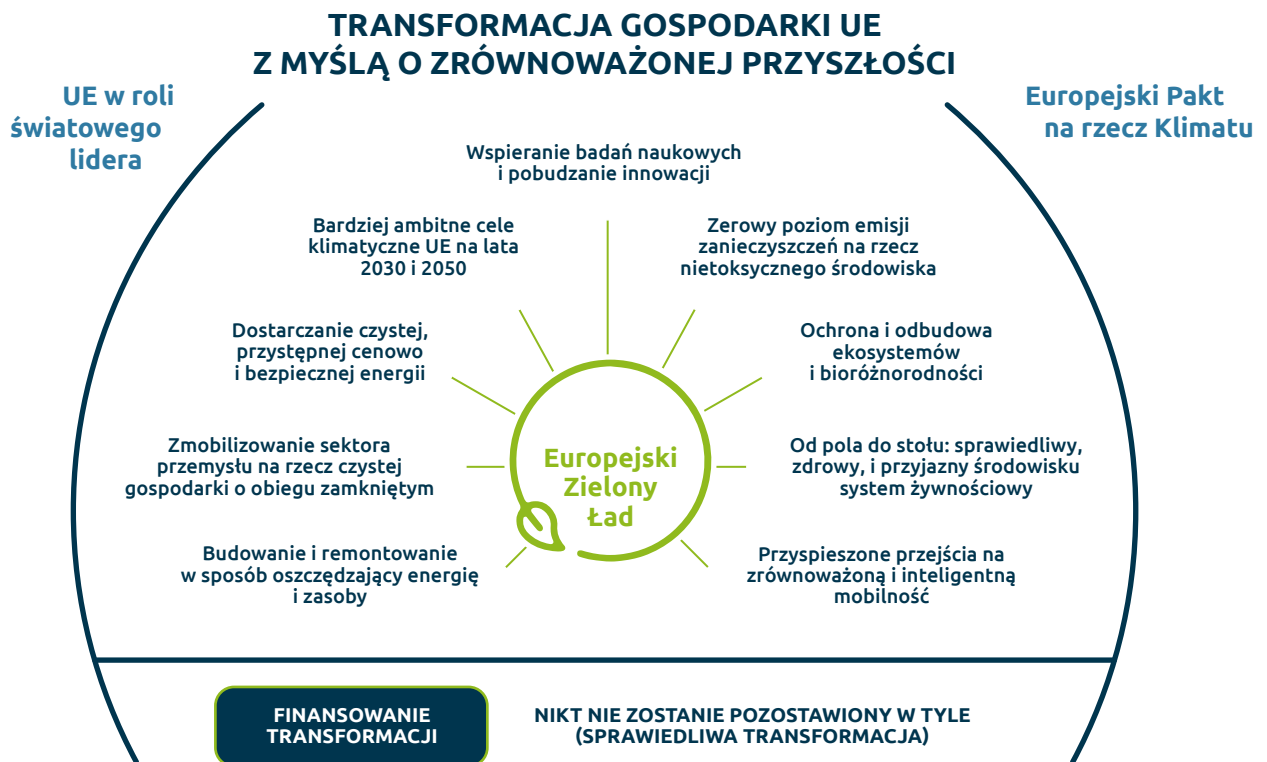 TRANSFORMACJA GOSPODARKI UE
Z MYŚLĄ O ZRÓWNOWAŻONEJ PRZYSZŁOŚCI
UE w roli
światowego
lidera
Europejski Pakt
na rzecz Klimatu
Wspieranie badań naukowych
i pobudzanie innowacji
Bardziej ambitne cele
klimatyczne UE na lata
2030 i 2050
Zerowy poziom emisji
zanieczyszczeń na rzecz
nietoksycznego środowiska
Dostarczanie czystej,
przystępnej cenowo
i bezpiecznej energii
Ochrona i odbudowa
ekosystemów
i bioróżnorodności
Zmobilizowanie sektora
przemysłu na rzecz czystej
gospodarki o obiegu zamkniętym
Europejski
Zielony
Ład
Od pola do stołu: sprawiedliwy,
zdrowy, i przyjazny środowisku
system żywnościowy
Budowanie i remontowanie
w sposób oszczędzający energię
i zasoby
Przyspieszone przejścia na
zrównoważoną i inteligentną
mobilność
FINANSOWANIE
TRANSFORMACJI
NIKT NIE ZOSTANIE POZOSTAWIONY W TYLE
(SPRAWIEDLIWA TRANSFORMACJA)